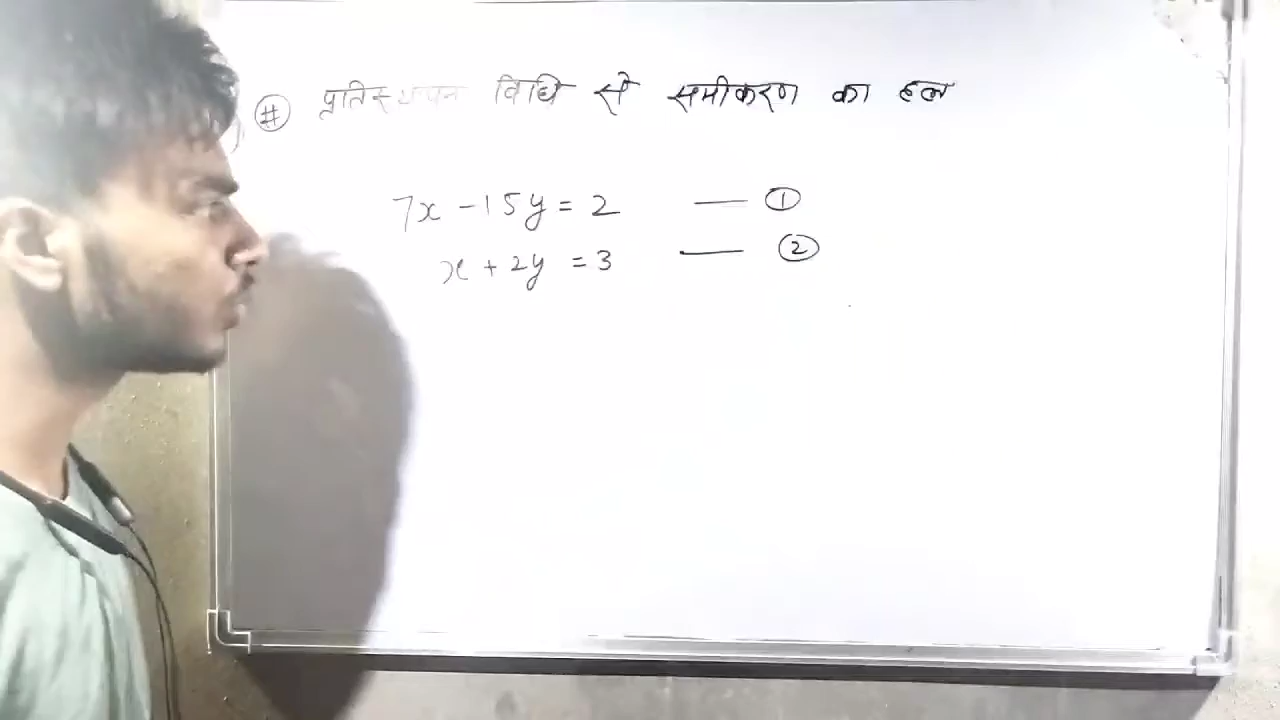 # प्रतिस्थापन विधि से समीकरण का हल
7x - 15y = 2 — ①
x + 2y = 3 — ②